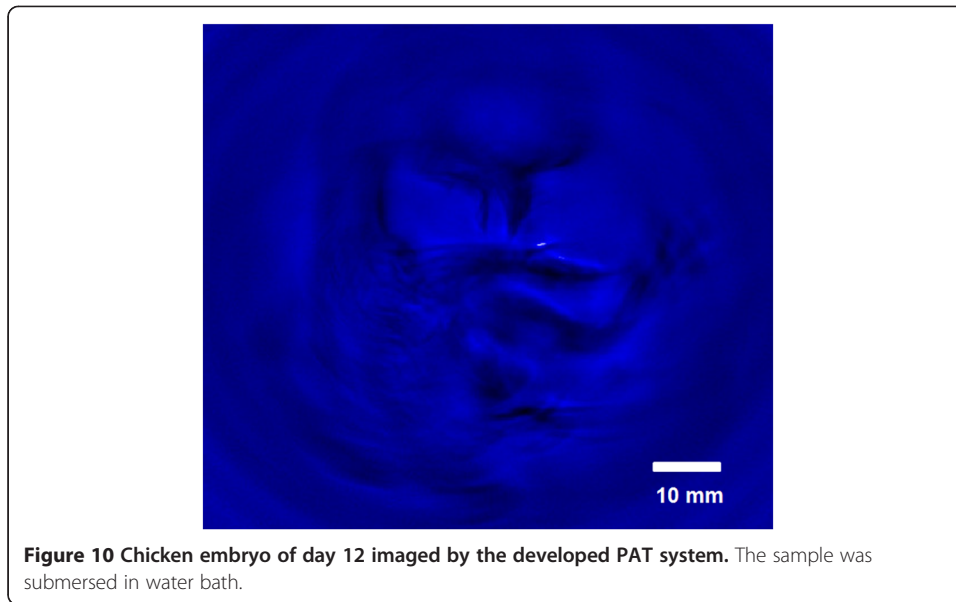 10 mm
Figure 10 Chicken embryo of day 12 imaged by the developed PAT system. The sample was
submersed in water bath.